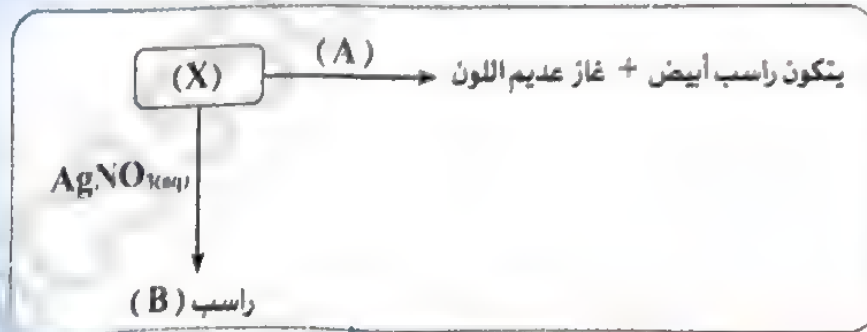 (X)
(A)
يتكون راسب أبيض + غاز عديم اللون
AgNO₃(aq)
راسب (B)